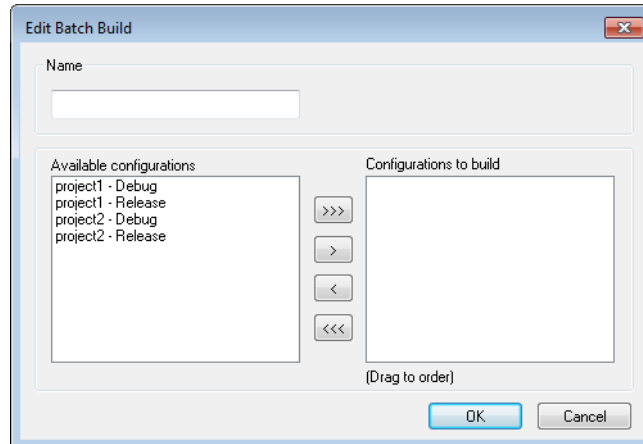 Edit Batch Build
Name
Available configurations
project1 - Debug
project1 - Release
project2 - Debug
project2 - Release
>>>
>
<
<<<
Configurations to build
(Drag to order)
OK
Cancel